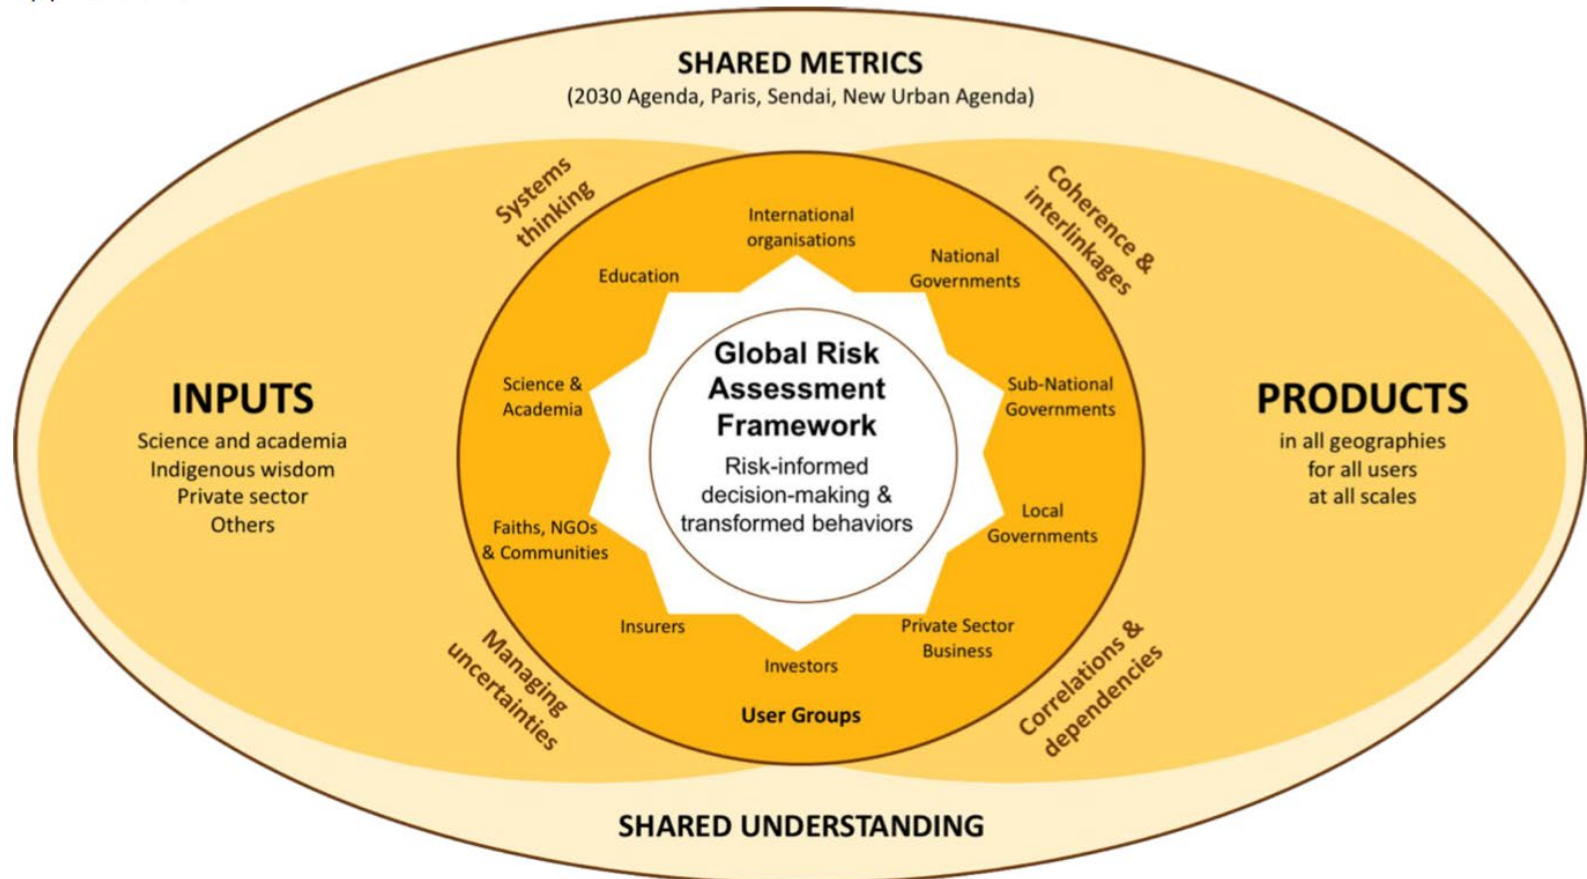 SHARED METRICS
(2030 Agenda, Paris, Sendai, New Urban Agenda)
Systems
thinking
Coherence &
interlinkages
International
organisations
National
Governments
Education
Science &
Academia
Sub-National
Governments
Global Risk
Assessment
Framework
Risk-informed
decision-making &
transformed behaviors
INPUTS
Science and academia
Indigenous wisdom
Private sector
Others
PRODUCTS
in all geographies
for all users
at all scales
Faiths, NGOs
& Communities
Local
Governments
Insurers
Private Sector
Business
Investors
User Groups
Managing
uncertainties
Correlations &
dependencies
SHARED UNDERSTANDING